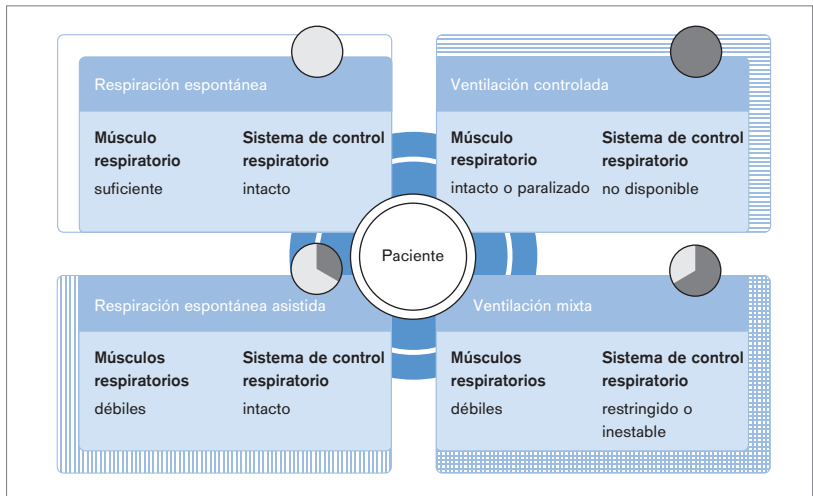 Respiración espontánea
Músculo
respiratorio
suficiente
Sistema de control
respiratorio
intacto
Ventilación controlada
Músculo
respiratorio
intacto o paralizado
Sistema de control
respiratorio
no disponible
Paciente
Respiración espontánea asistida
Músculos
respiratorios
débiles
Sistema de control
respiratorio
intacto
Ventilación mixta
Músculos
respiratorios
débiles
Sistema de control
respiratorio
restringido o
inestable